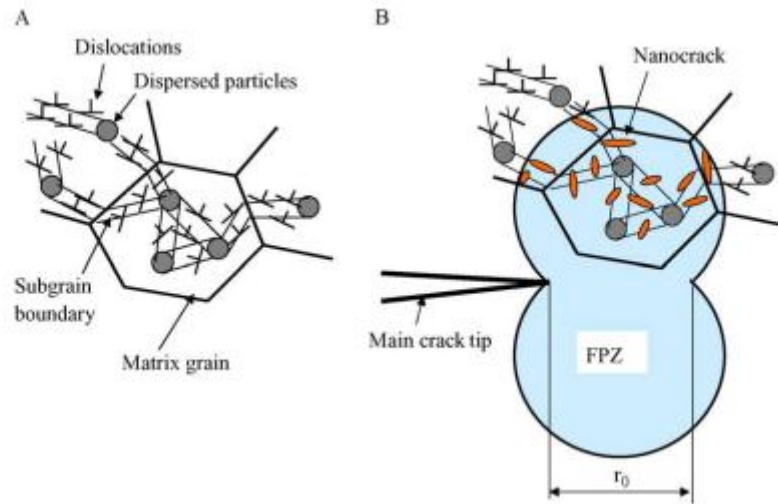 A
Dislocations
Dispersed particles
Subgrain
boundary
Matrix grain
B
Nanocrack
Main crack tip
FPZ
r₀